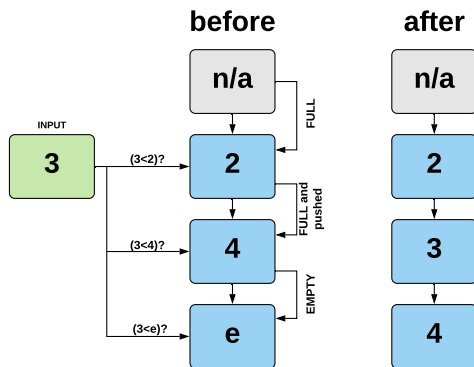 before
after
n/a
n/a
FULL
INPUT
3
(3<2)?
2
2
FULL and
pushed
(3<4)?
4
3
EMPTY
(3<e)?
e
4